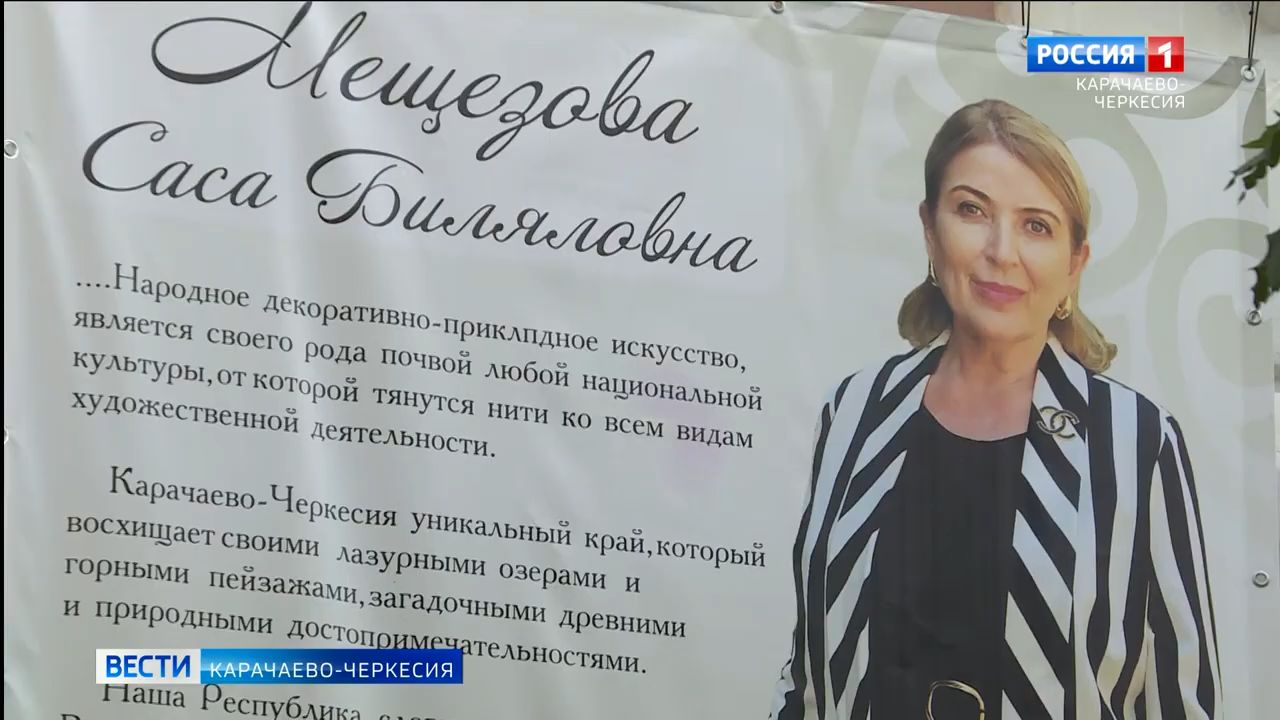 Мещезова
Саса Биляловна
РОССИЯ 1
КАРАЧАЕВО-
ЧЕРКЕСИЯ
....Народное декоративно-приклпдное искусство,
является своего рода почвой любой национальной
культуры, от которой тянутся нити ко всем видам
художественной деятельности.
Карачаево-Черкесия уникальный край, который
восхищает своими лазурными озерами и
горными пейзажами, загадочными древними
и природными достопримечательностями.
ВЕСТИ КАРАЧАЕВО-ЧЕРКЕСИЯ
Наша Республика